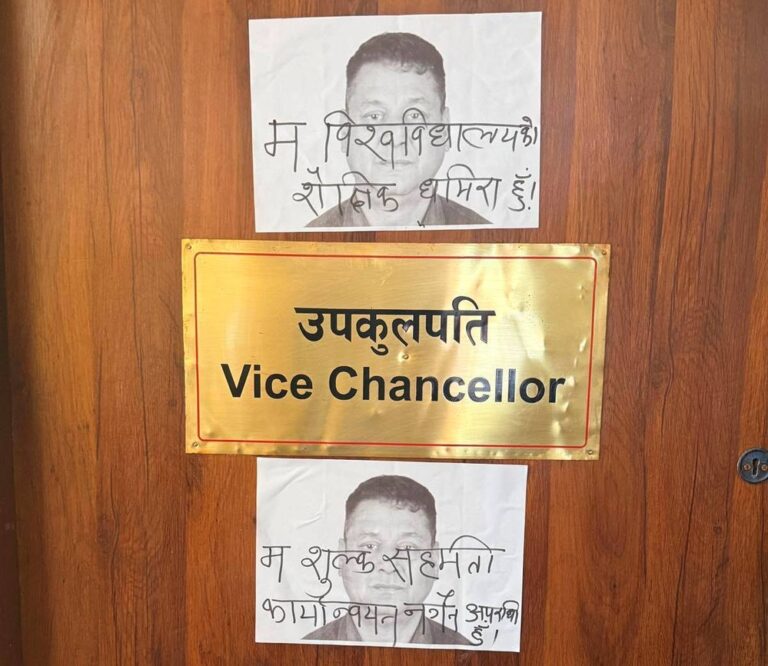 म विश्वविद्यालयको
शैक्षिक धमिरा हुँ!
उपकुलपति
Vice Chancellor
म शुल्क सहमती
कार्यान्वयन नगर्ने अपराधी
हुँ।